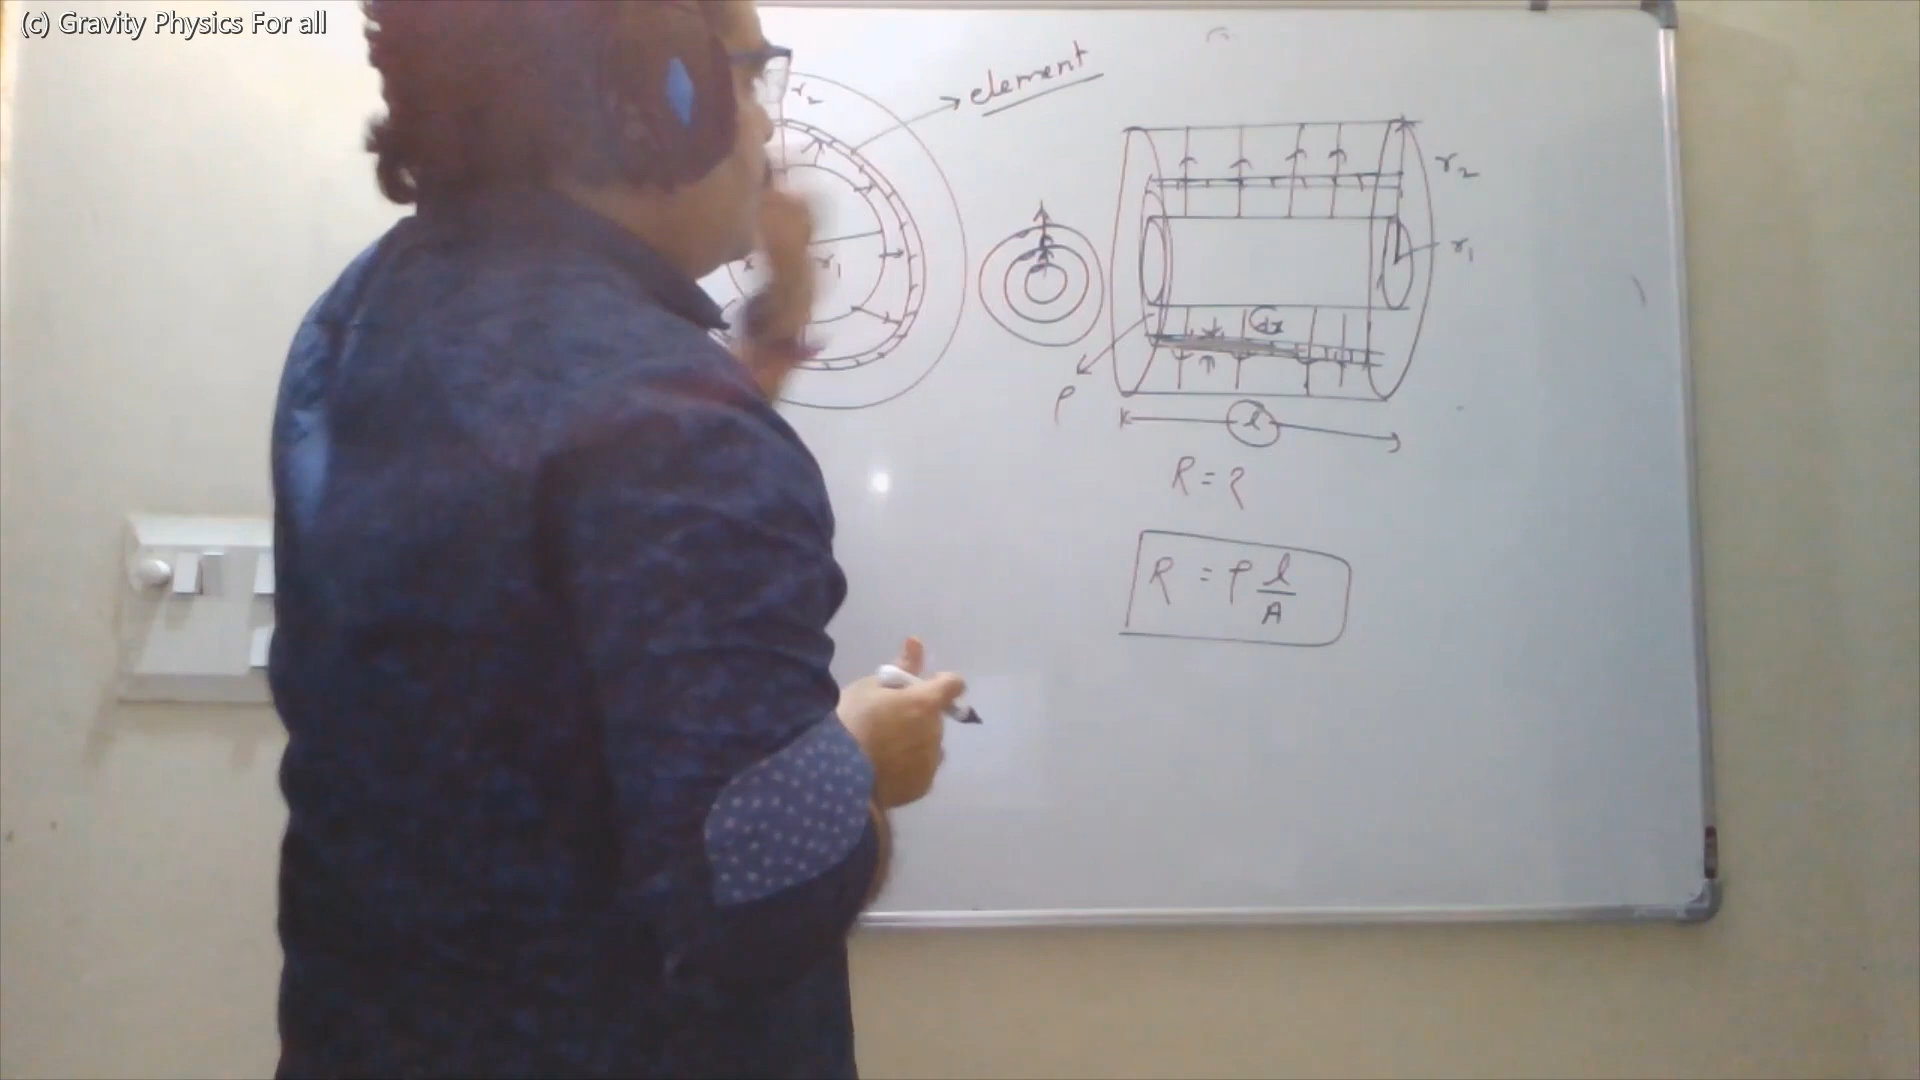 (c) Gravity Physics For all
r₂
element
x
r₁
r₂
r₁
dx
ρ
l
R = ?
R = ρ l/A